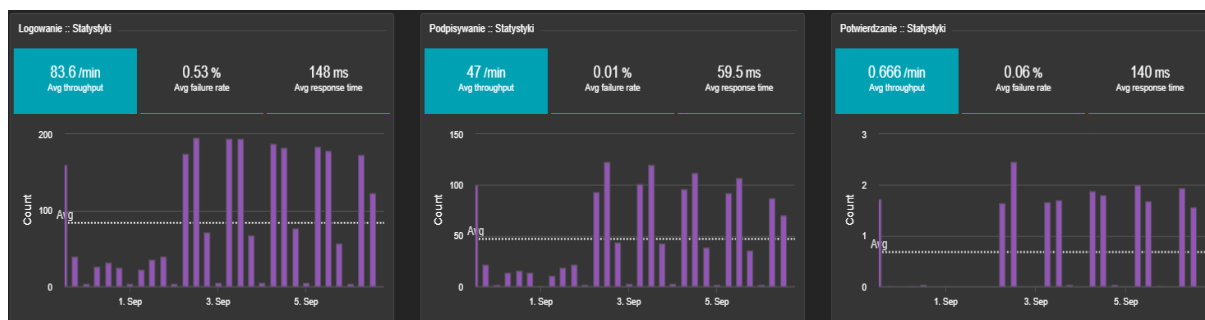 Logowanie :: Statystyki
83.6 /min
Avg throughput
0.53 %
Avg failure rate
148 ms
Avg response time
200
100
0
Count
Avg
1. Sep
3. Sep
5. Sep
Podpisywanie :: Statystyki
47 /min
Avg throughput
0.01 %
Avg failure rate
59.5 ms
Avg response time
150
100
50
0
Count
Avg
1. Sep
3. Sep
5. Sep
Potwierdzanie :: Statystyki
0.666 /min
Avg throughput
0.06 %
Avg failure rate
140 ms
Avg response time
3
2
1
0
Count
Avg
1. Sep
3. Sep
5. Sep